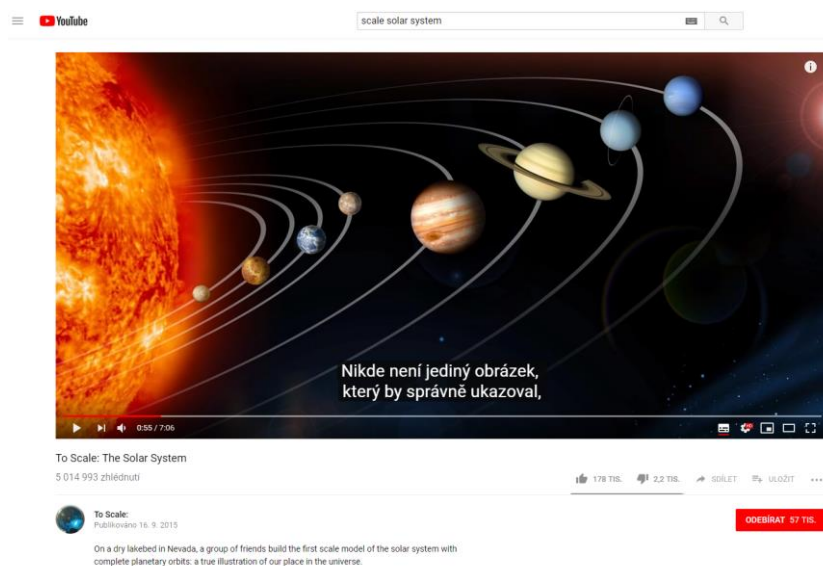 YouTube
scale solar system
Nikde není jediný obrázek,
který by správně ukazoval,
0:55 / 7:06
To Scale: The Solar System
5 014 993 zhlédnutí
178 TIS. 2,2 TIS. SDÍLET ULOŽIT
To Scale:
Publikováno 16. 9. 2015
ODEBÍRAT 57 TIS.
On a dry lakebed in Nevada, a group of friends build the first scale model of the solar system with
complete planetary orbits: a true illustration of our place in the universe.